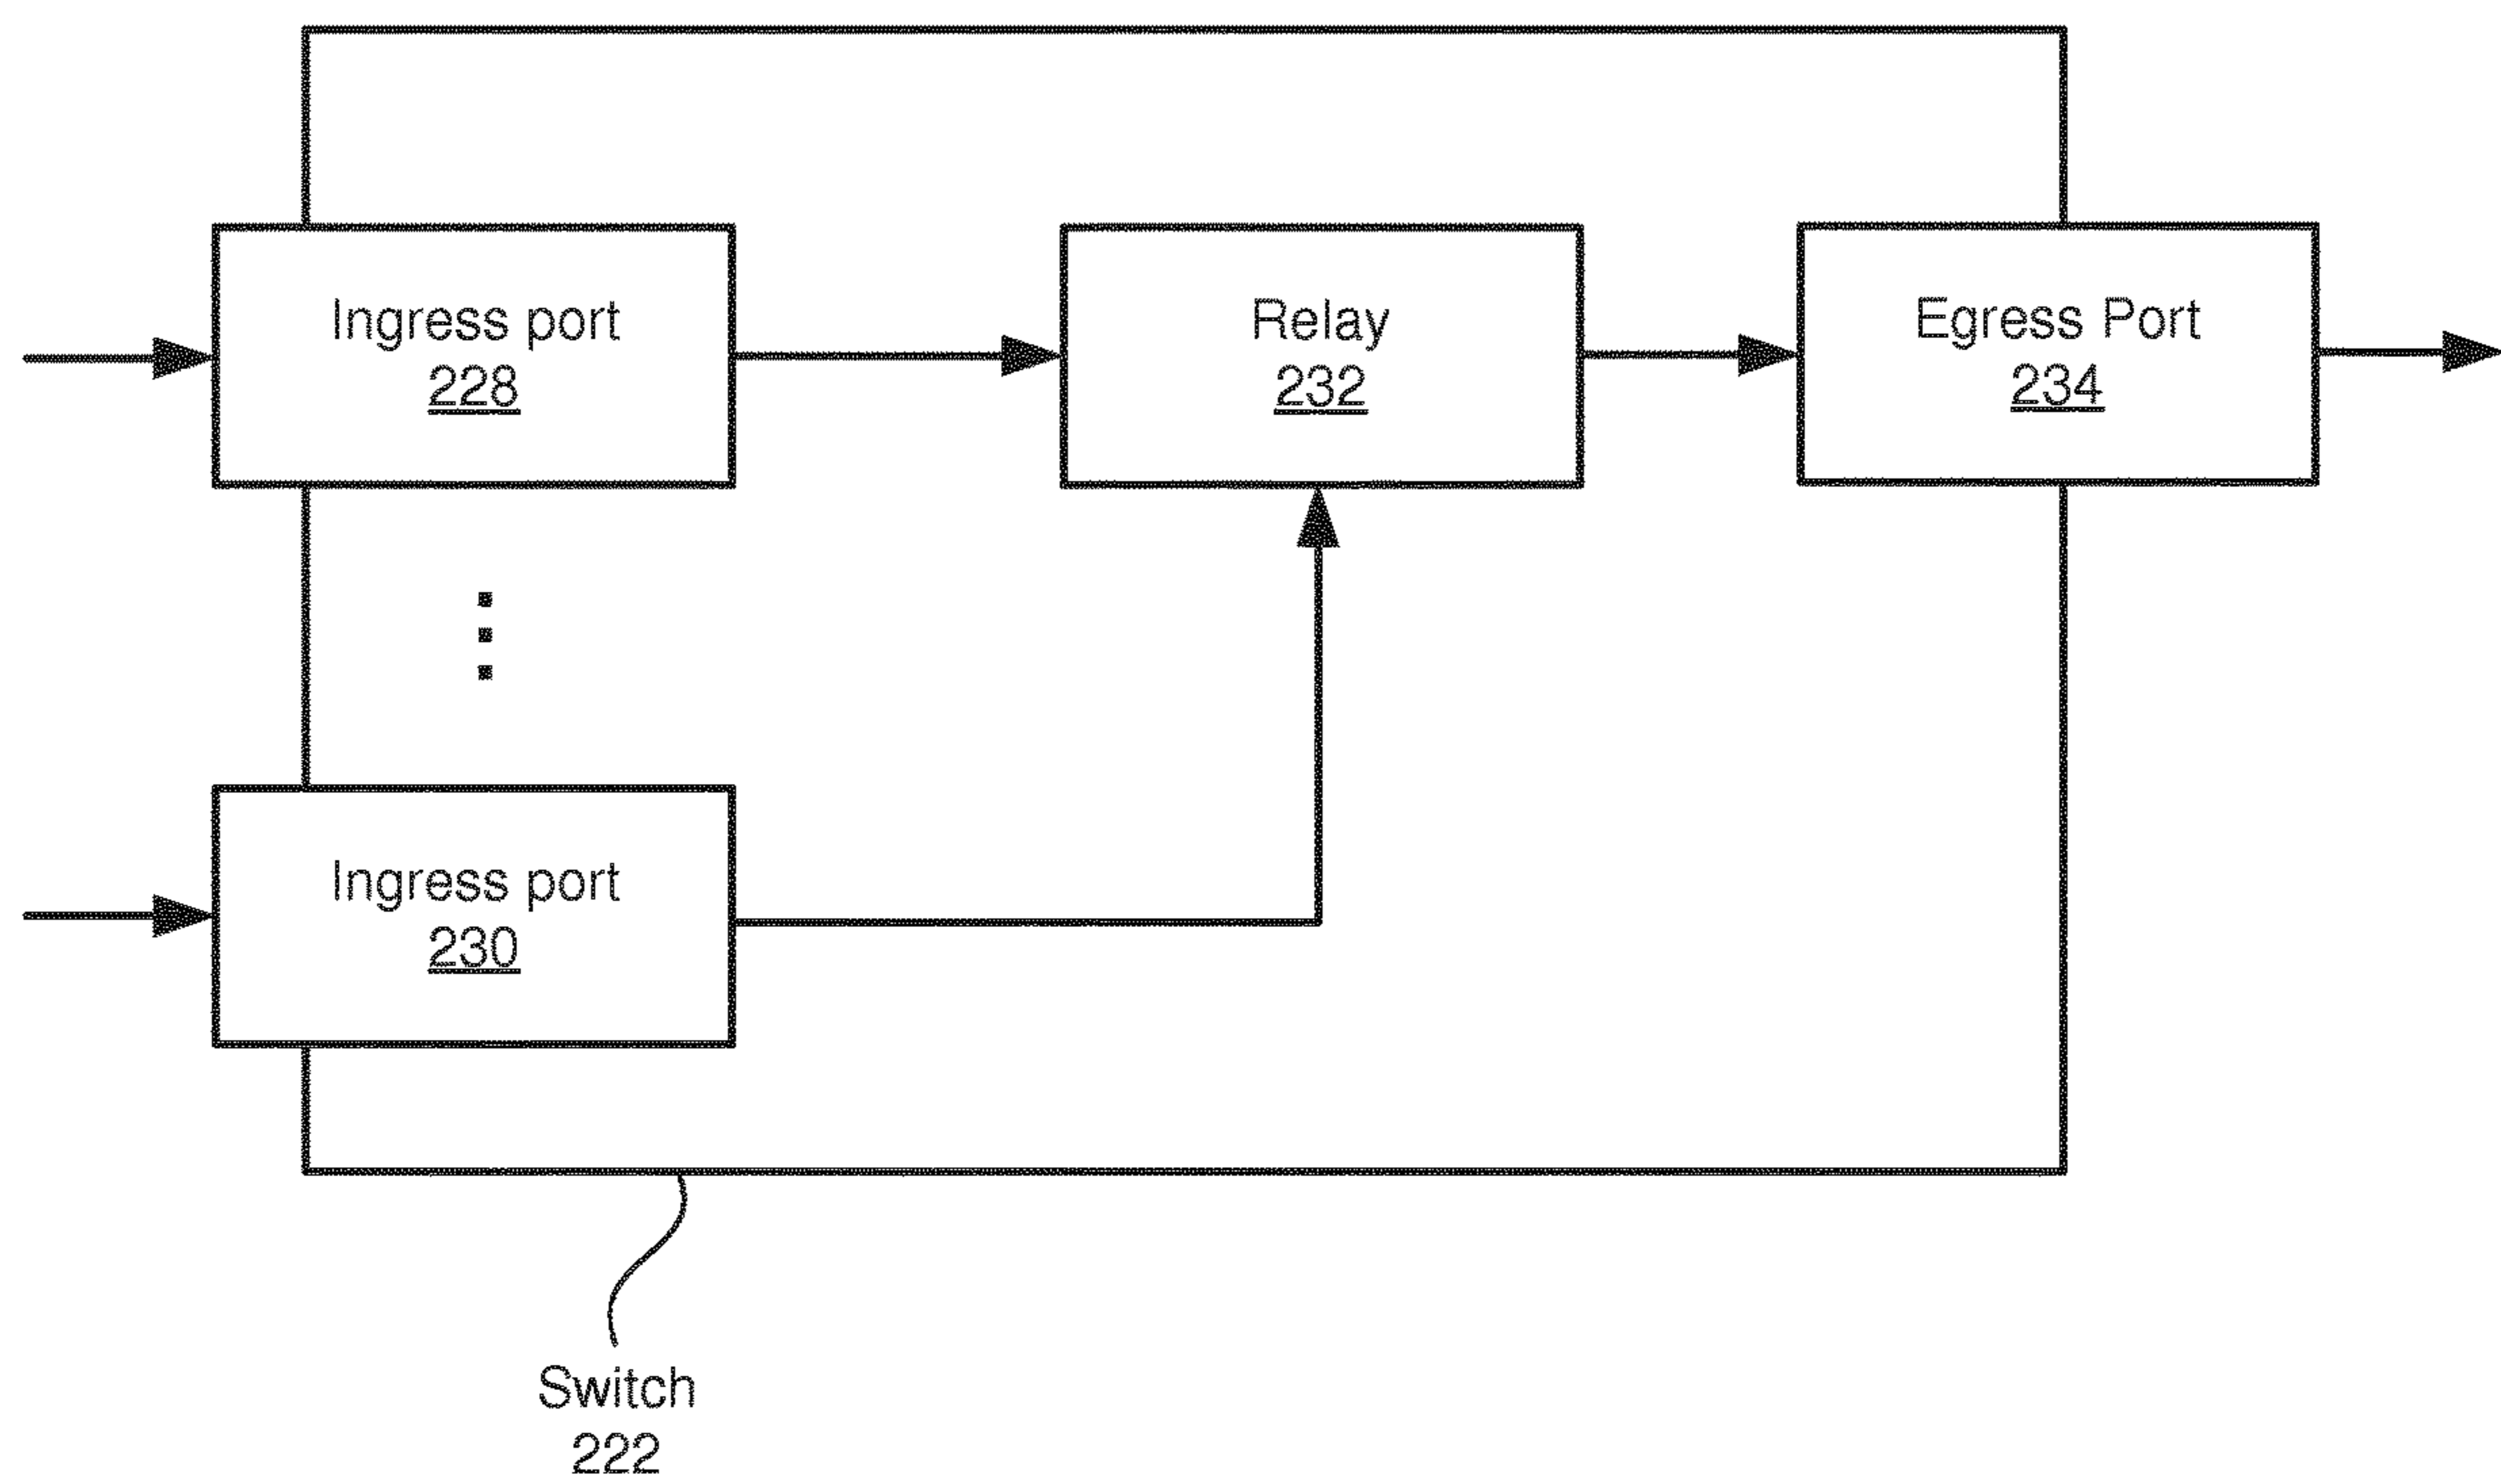 Ingress port
228
Relay
232
Egress Port
234
Ingress port
230
Switch
222